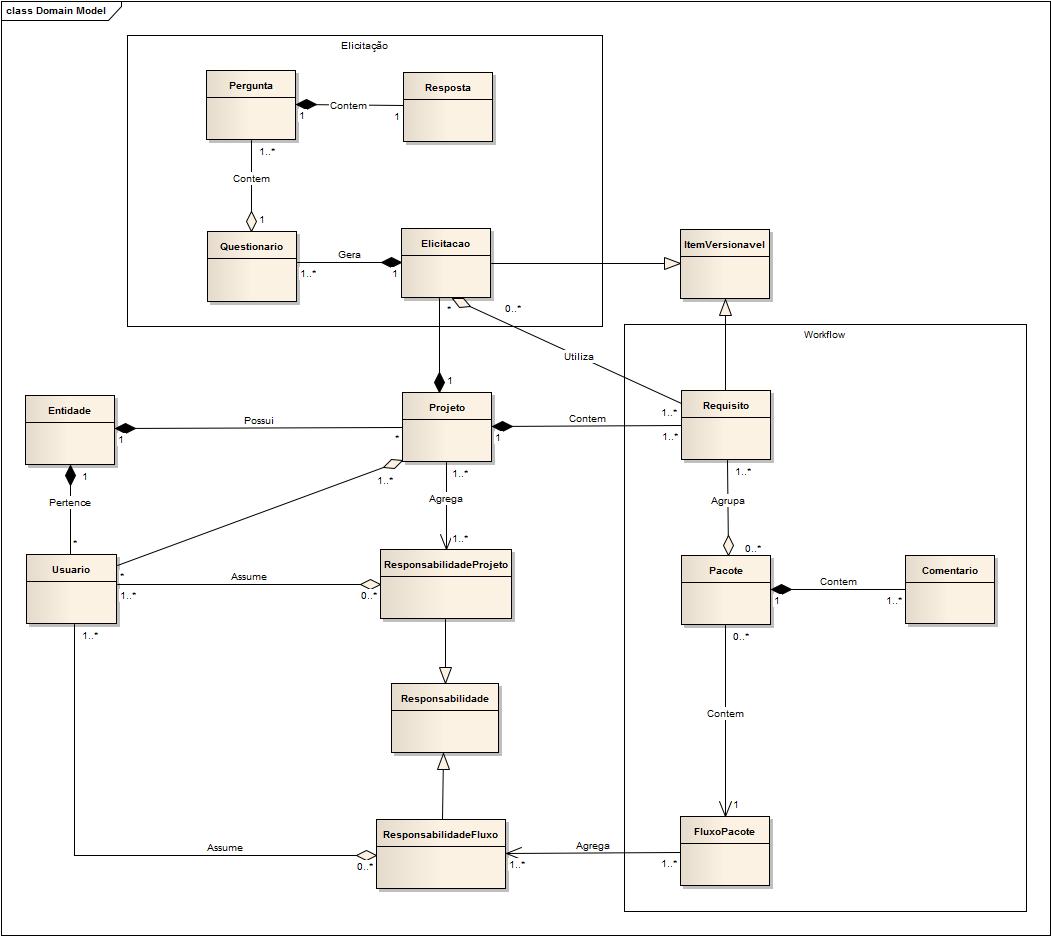 class Domain Model
Elicitação
Pergunta
Resposta
Contem
1
1
1..*
Contem
1
Questionario
Gera
1..*
1
Elicitacao
ItemVersionavel
*
0..*
Workflow
Utiliza
1
1..*
Entidade
Possui
1
*
Projeto
Contem
1
1..*
Requisito
1
Pertence
*
1..*
1..*
Agrega
1..*
1..*
Agrupa
0..*
Usuario
*
1..*
Assume
0..*
ResponsabilidadeProjeto
Pacote
Contem
1
1..*
Comentario
1..*
0..*
Responsabilidade
Contem
1
ResponsabilidadeFluxo
FluxoPacote
Assume
0..*
Agrega
1..*
1..*